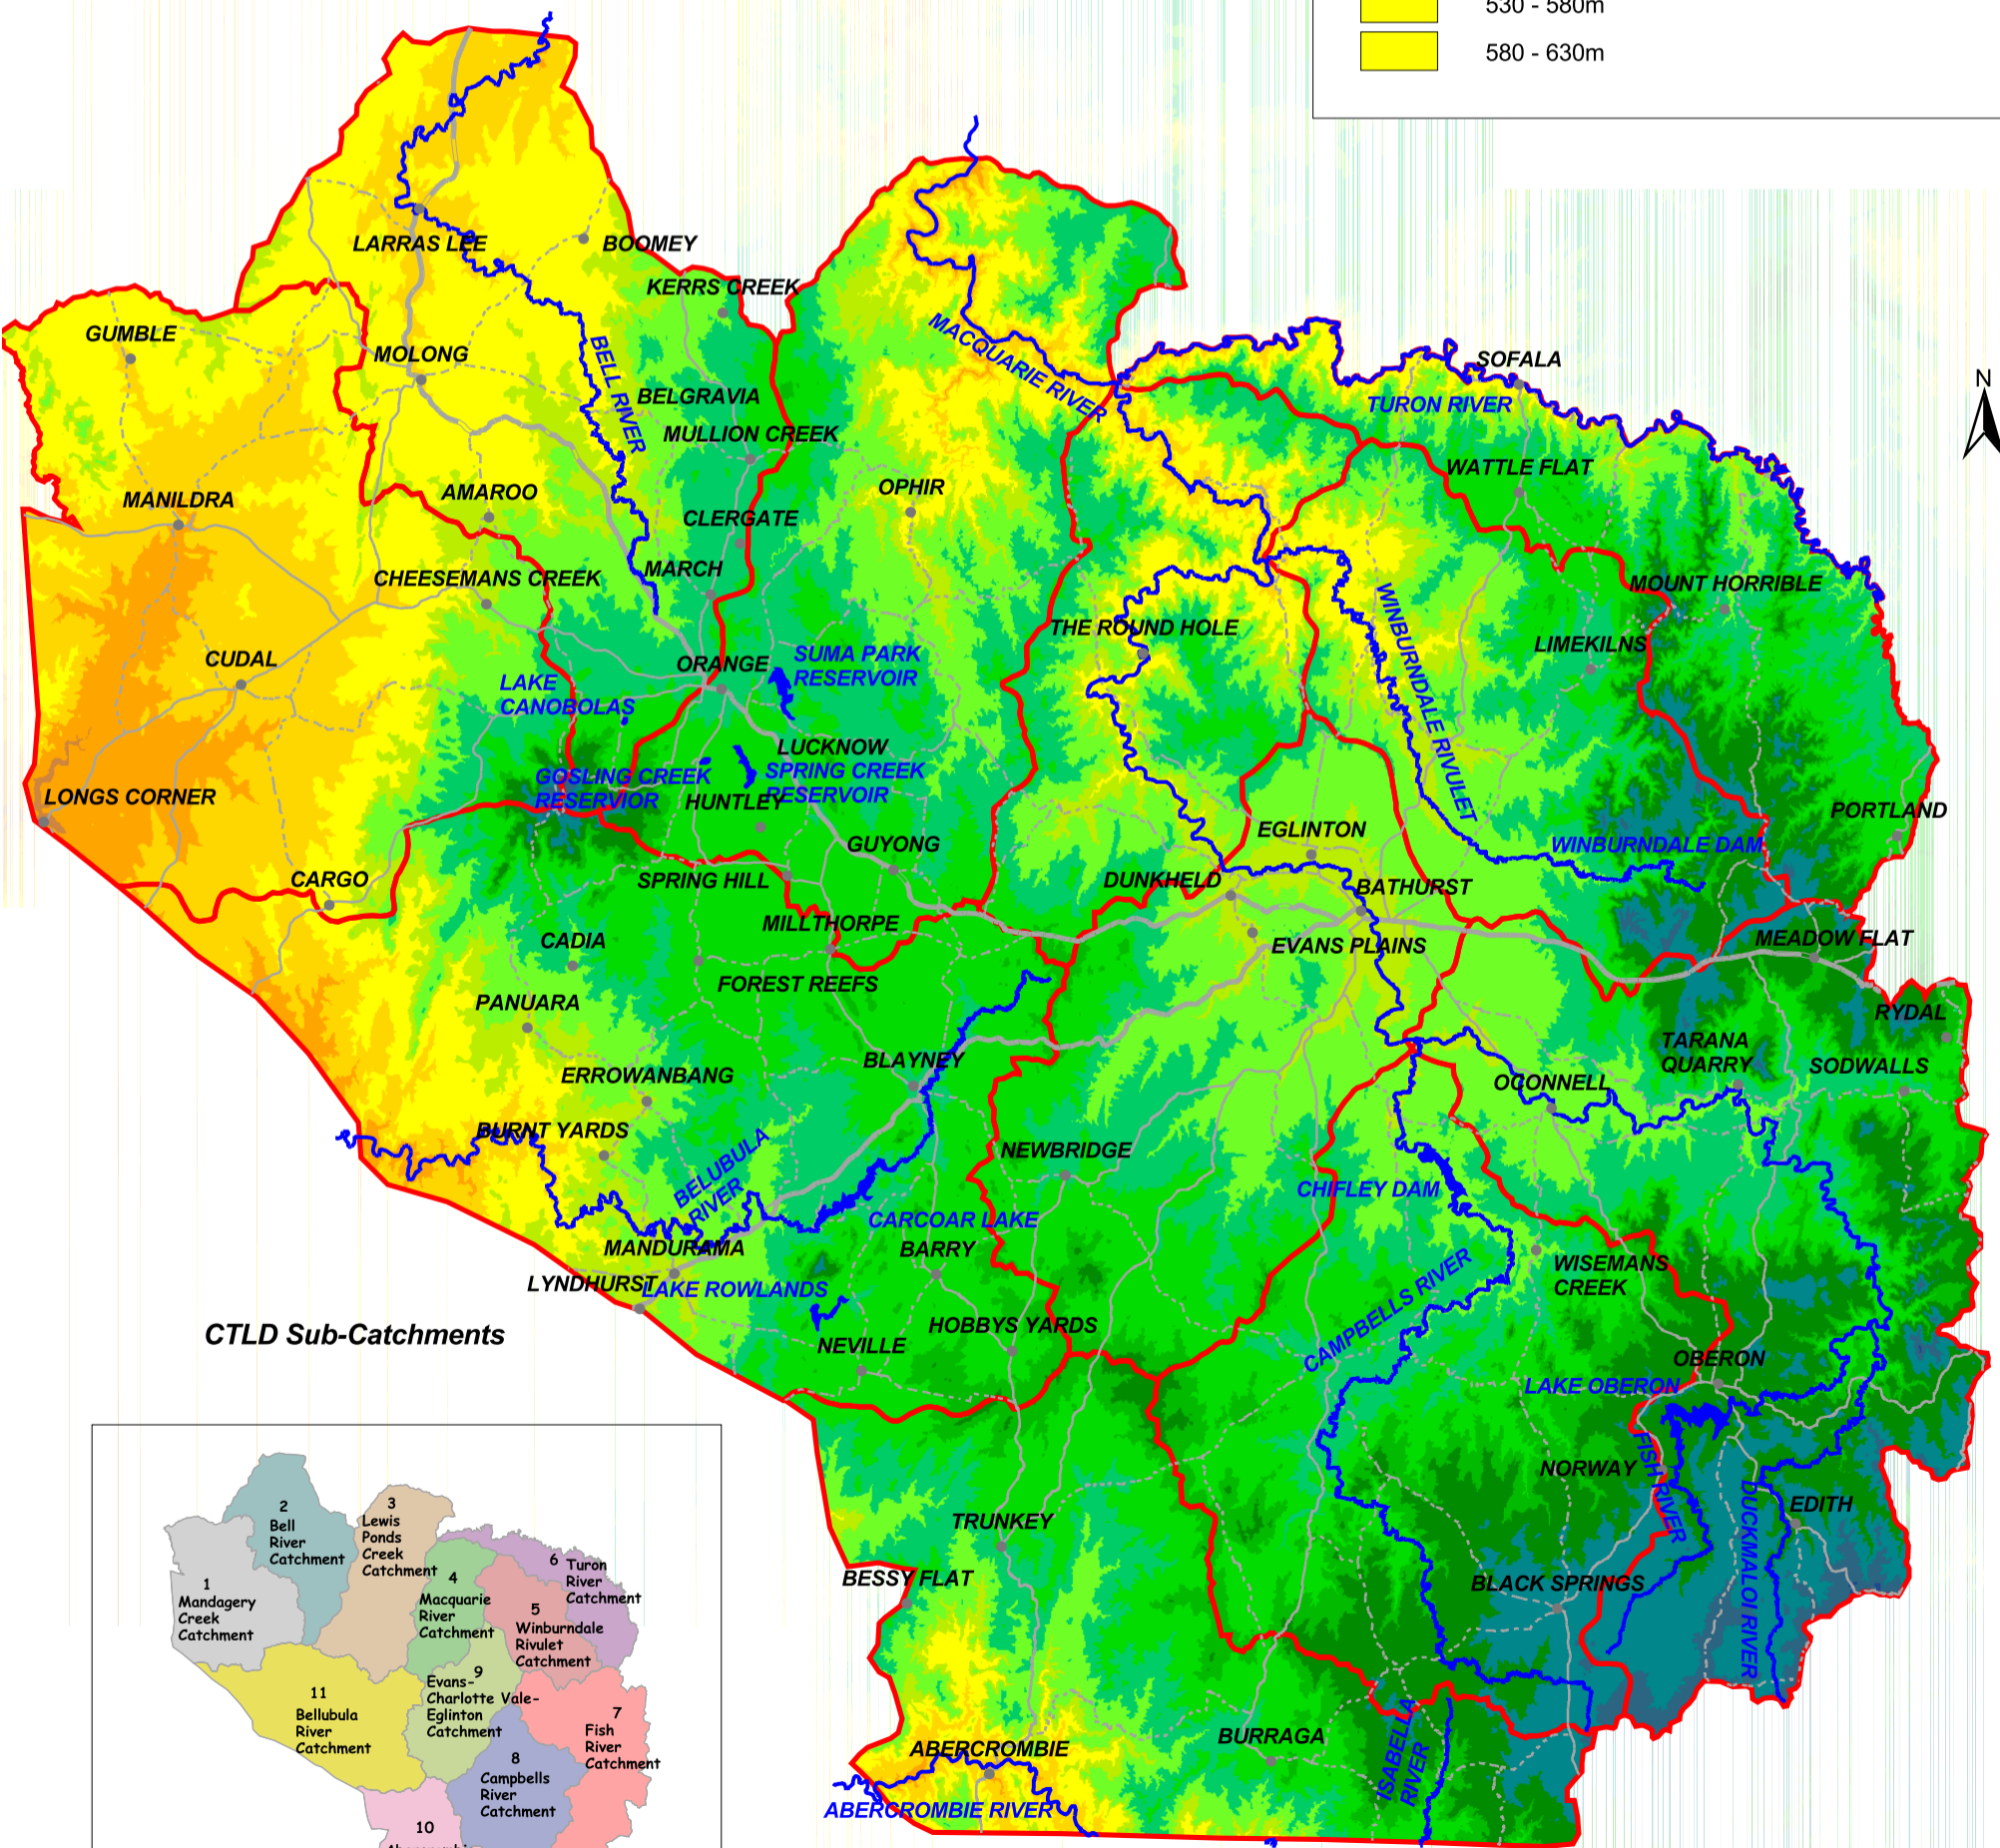 530 - 580m
580 - 630m
N
LARRAS LEE
BOOMEY
KERRS CREEK
GUMBLE
MOLONG
BELL RIVER
MACQUARIE RIVER
SOFALA
TURON RIVER
BELGRAVIA
MULLION CREEK
WATTLE FLAT
MANILDRA
AMAROO
OPHIR
CLERGATE
CHEESEMANS CREEK
MARCH
MOUNT HORRIBLE
THE ROUND HOLE
WINBURNDALE RIVULET
LIMEKILNS
CUDAL
ORANGE
SUMA PARK
RESERVOIR
LAKE
CANOBOLAS
LUCKNOW
SPRING CREEK
RESERVOIR
GOSLING CREEK
RESERVIOR
HUNTLEY
LONGS CORNER
PORTLAND
EGLINTON
GUYONG
WINBURNDALE DAM
CARGO
SPRING HILL
DUNKHELD
BATHURST
MILLTHORPE
CADIA
EVANS PLAINS
MEADOW FLAT
FOREST REEFS
PANUARA
RYDAL
TARANA
QUARRY
BLAYNEY
SODWALLS
ERROWANBANG
OCONNELL
BURNT YARDS
BELUBULA
RIVER
NEWBRIDGE
CHIFLEY DAM
CARCOAR LAKE
MANDURAMA
BARRY
WISEMANS
CREEK
LYNDHURST
LAKE ROWLANDS
CAMPBELLS RIVER
HOBBYS YARDS
NEVILLE
OBERON
LAKE OBERON
FISH RIVER
NORWAY
DUCKMALOI RIVER
EDITH
TRUNKEY
BESSY FLAT
BLACK SPRINGS
ABERCROMBIE
BURRAGA
ISABELLA
RIVER
ABERCROMBIE RIVER
CTLD Sub-Catchments
2
Bell
River
Catchment
3
Lewis
Ponds
Creek
Catchment
1
Mandagery
Creek
Catchment
4
Macquarie
River
Catchment
6
Turon
River
Catchment
5
Winburndale
Rivulet
Catchment
9
Evans-
Charlotte Vale-
Eglinton
Catchment
11
Bellubula
River
Catchment
7
Fish
River
Catchment
8
Campbells
River
Catchment
10